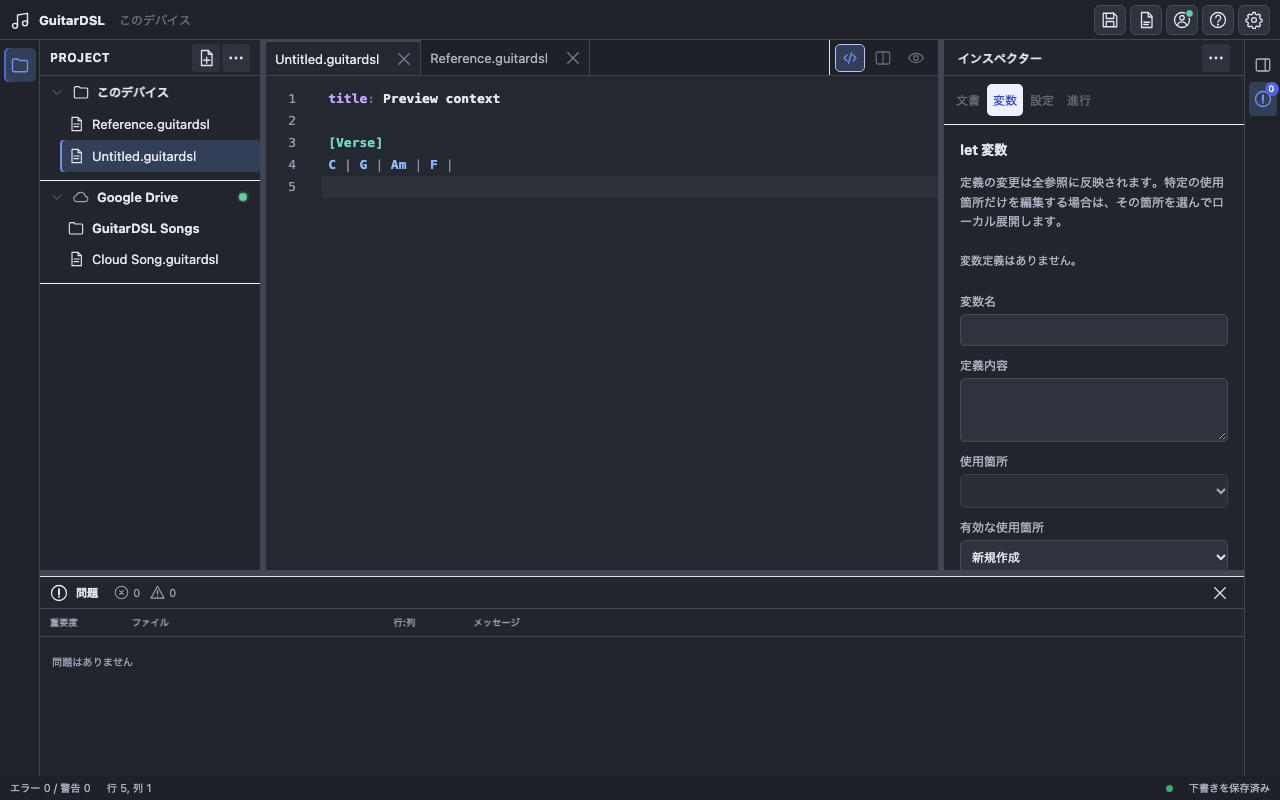 GuitarDSL このデバイス
PROJECT
このデバイス
Reference.guitardsl
Untitled.guitardsl
Google Drive
GuitarDSL Songs
Cloud Song.guitardsl
Untitled.guitardsl
Reference.guitardsl
1 title: Preview context
2
3 [Verse]
4 C | G | Am | F |
5
インスペクター
文書 変数 設定 進行
let 変数
定義の変更は全参照に反映されます。特定の使用
箇所だけを編集する場合は、その箇所を選んでロ
ーカル展開します。
変数定義はありません。
変数名
定義内容
使用箇所
有効な使用箇所
新規作成
0
問題 0 0
重要度 ファイル 行:列 メッセージ
問題はありません
エラー 0 / 警告 0 行 5, 列 1
下書きを保存済み